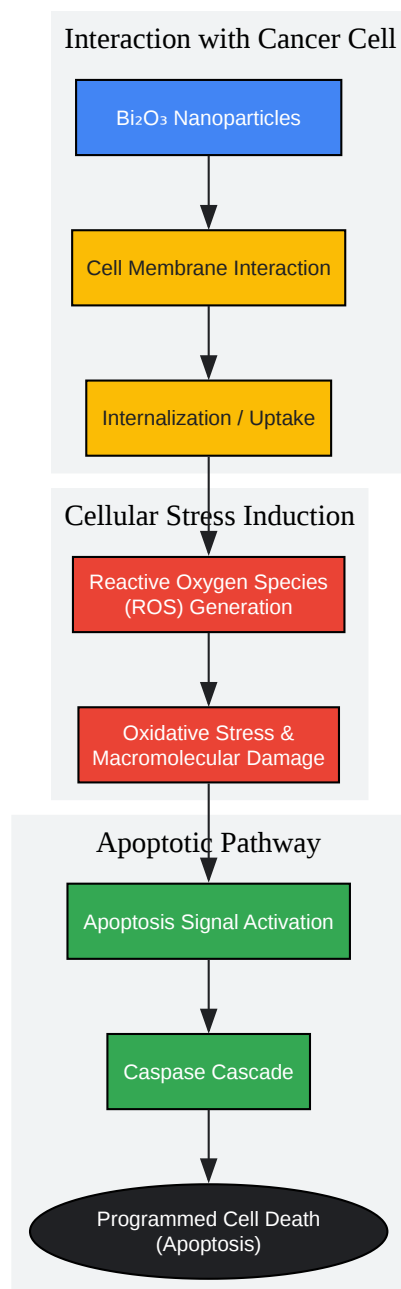 Interaction with Cancer Cell
Bi₂O₃ Nanoparticles
Cell Membrane Interaction
Internalization / Uptake
Cellular Stress Induction
Reactive Oxygen Species
(ROS) Generation
Oxidative Stress &
Macromolecular Damage
Apoptotic Pathway
Apoptosis Signal Activation
Caspase Cascade
Programmed Cell Death
(Apoptosis)